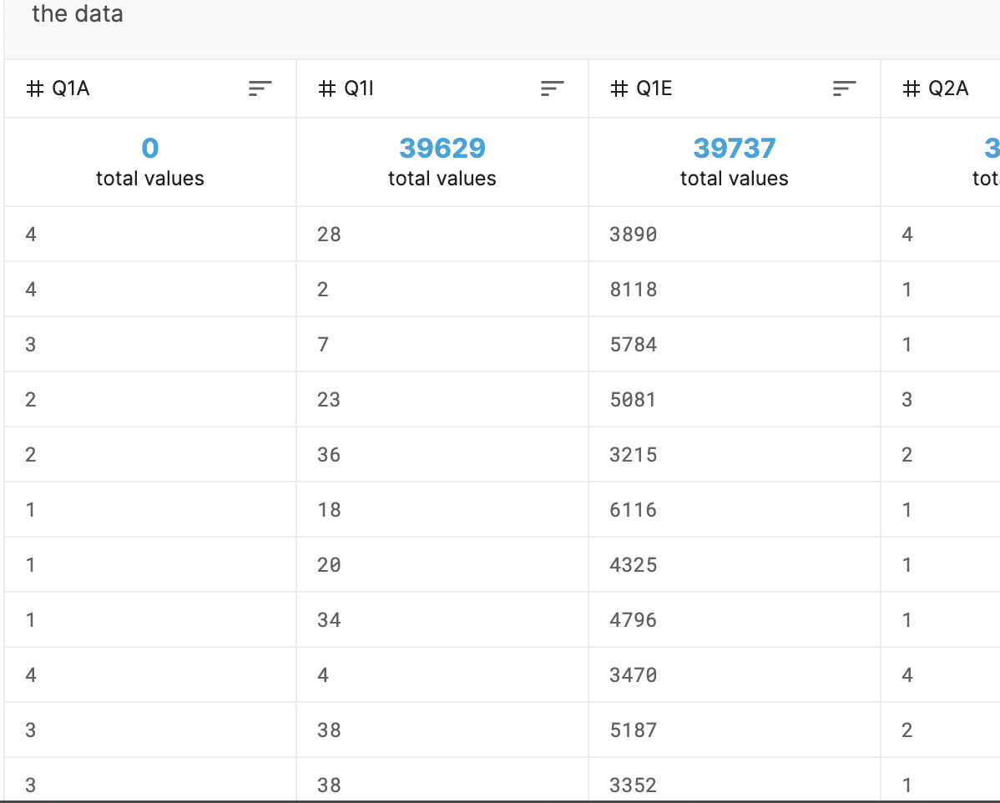 the data
# Q1A # Q1I # Q1E # Q2A
0 39629 39737 3
total values total values total values tot
4 28 3890 4
4 2 8118 1
3 7 5784 1
2 23 5081 3
2 36 3215 2
1 18 6116 1
1 20 4325 1
1 34 4796 1
4 4 3470 4
3 38 5187 2
3 38 3352 1